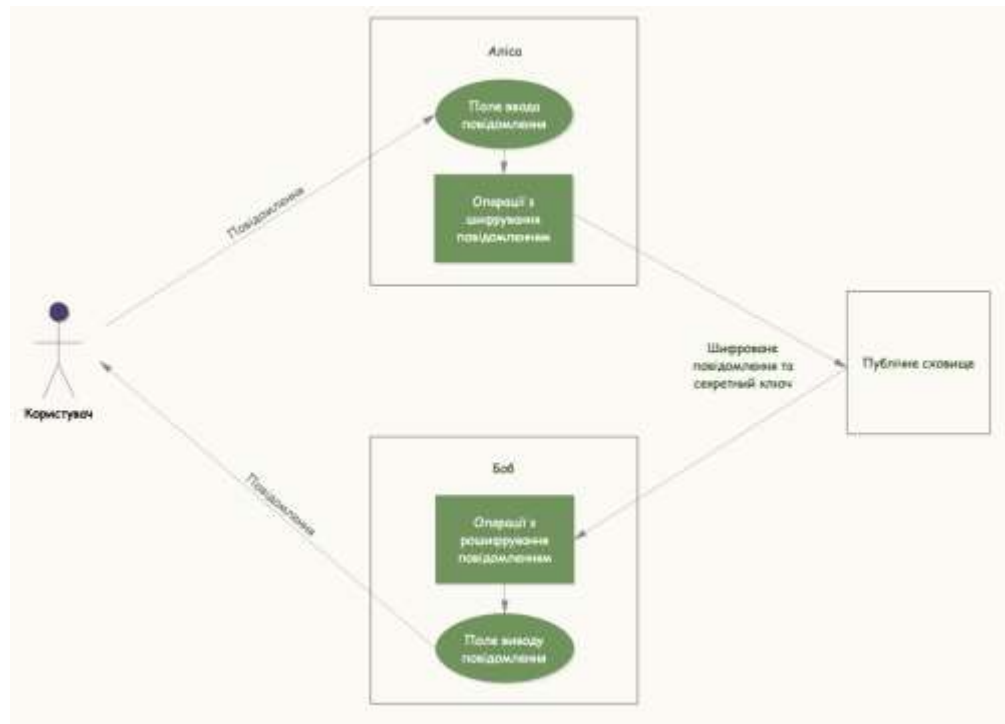 Аліса
Поле вводу
повідомлення
Операції з
шифрування
повідомленням
Повідомлення
Шифроване
повідомлення та
секретний ключ
Публічне сховище
Користувач
Повідомлення
Боб
Операції з
розшифрування
повідомленням
Поле виводу
повідомлення